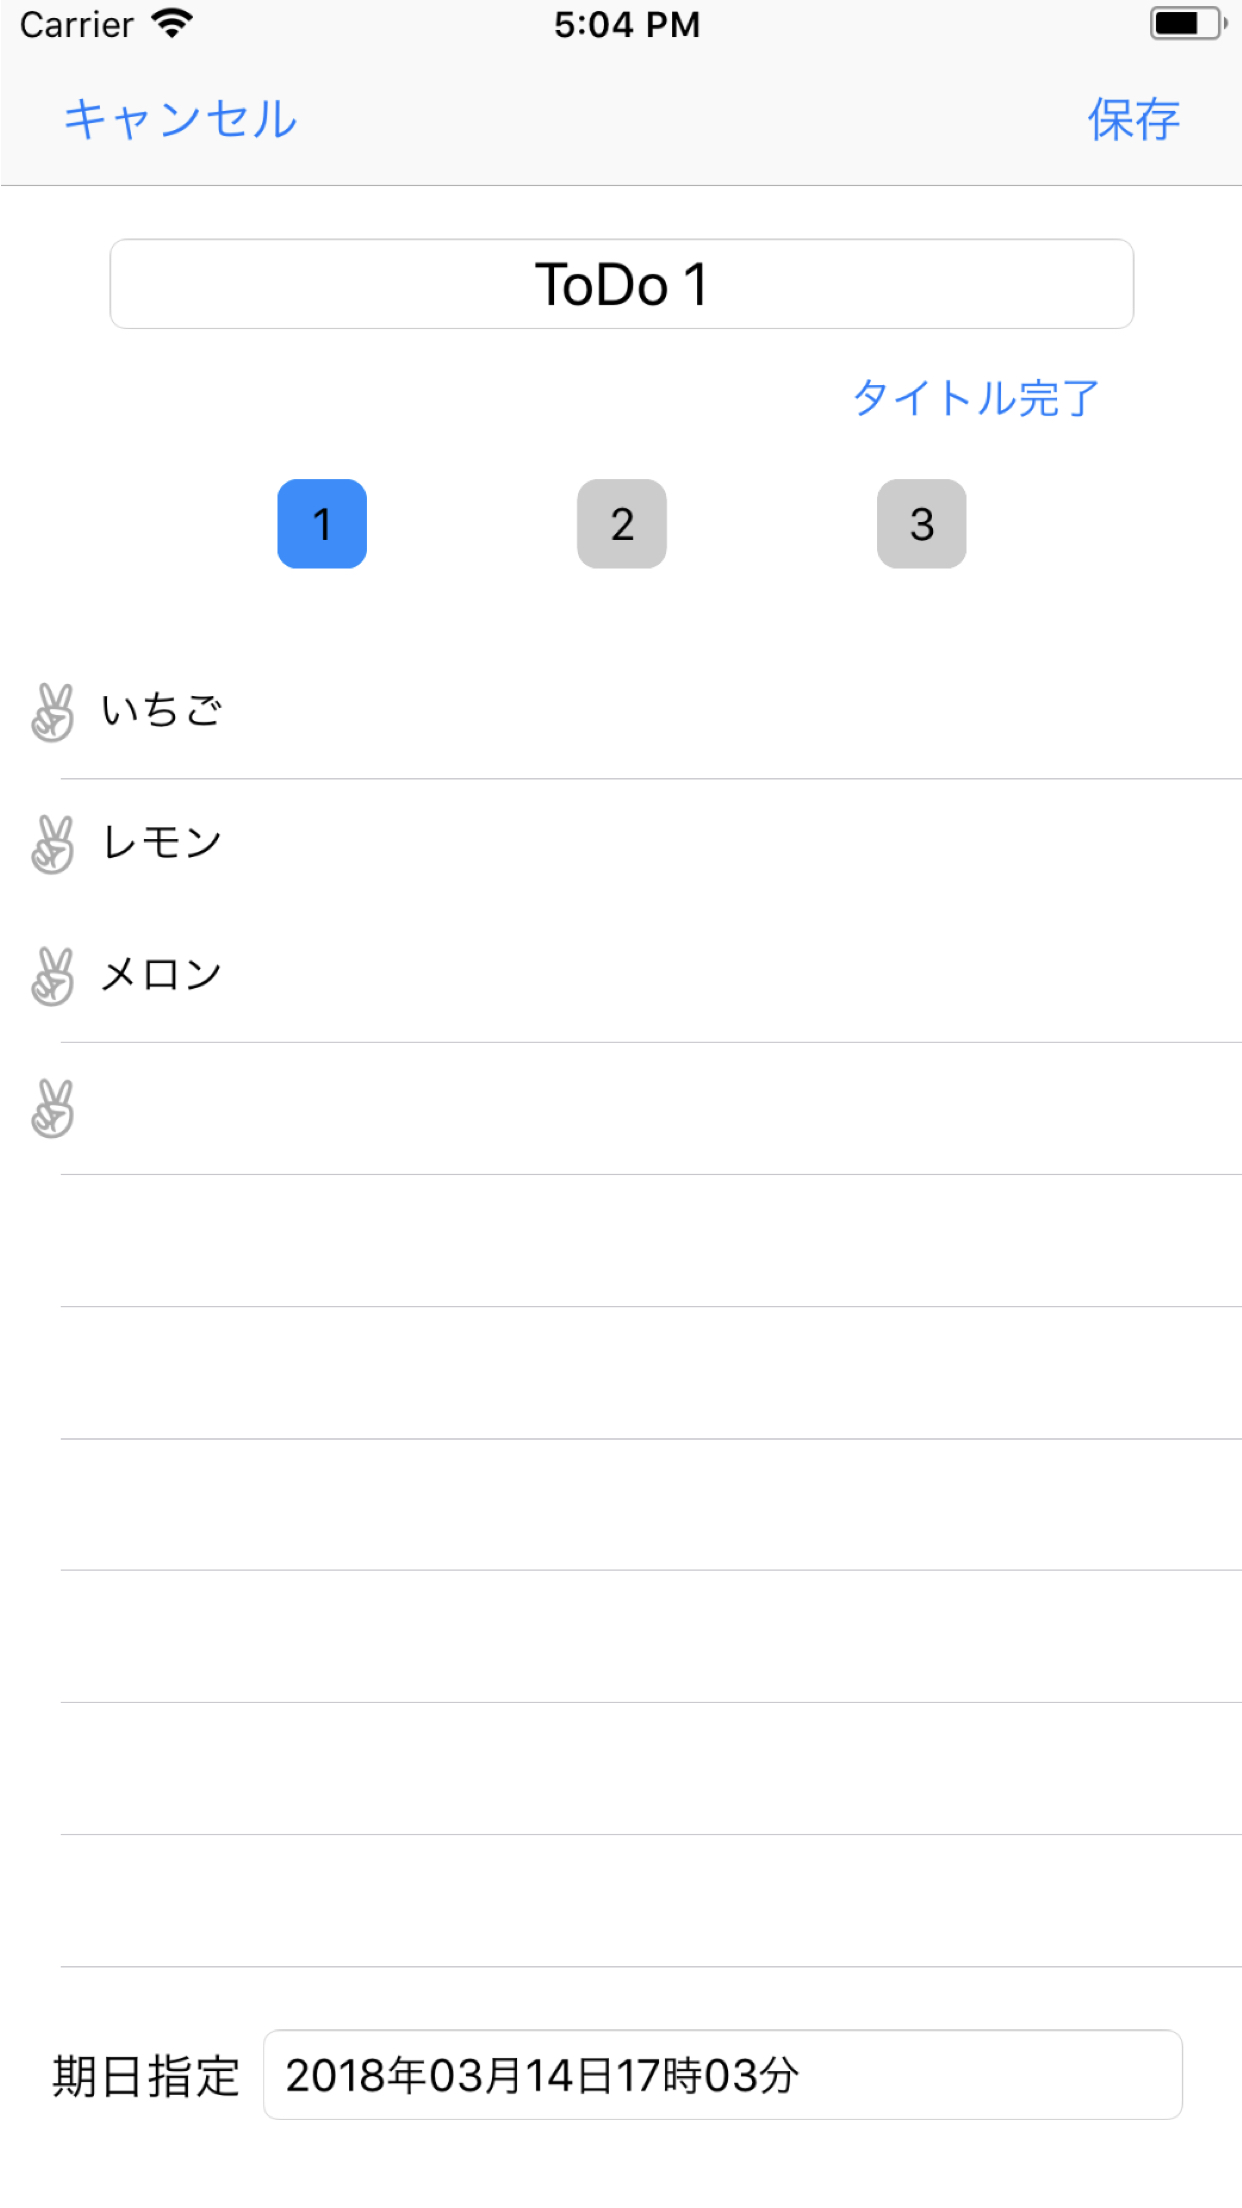 Carrier 5:04 PM
キャンセル 保存
ToDo 1
タイトル完了
1 2 3
いちご
レモン
メロン
期日指定 2018年03月14日17時03分